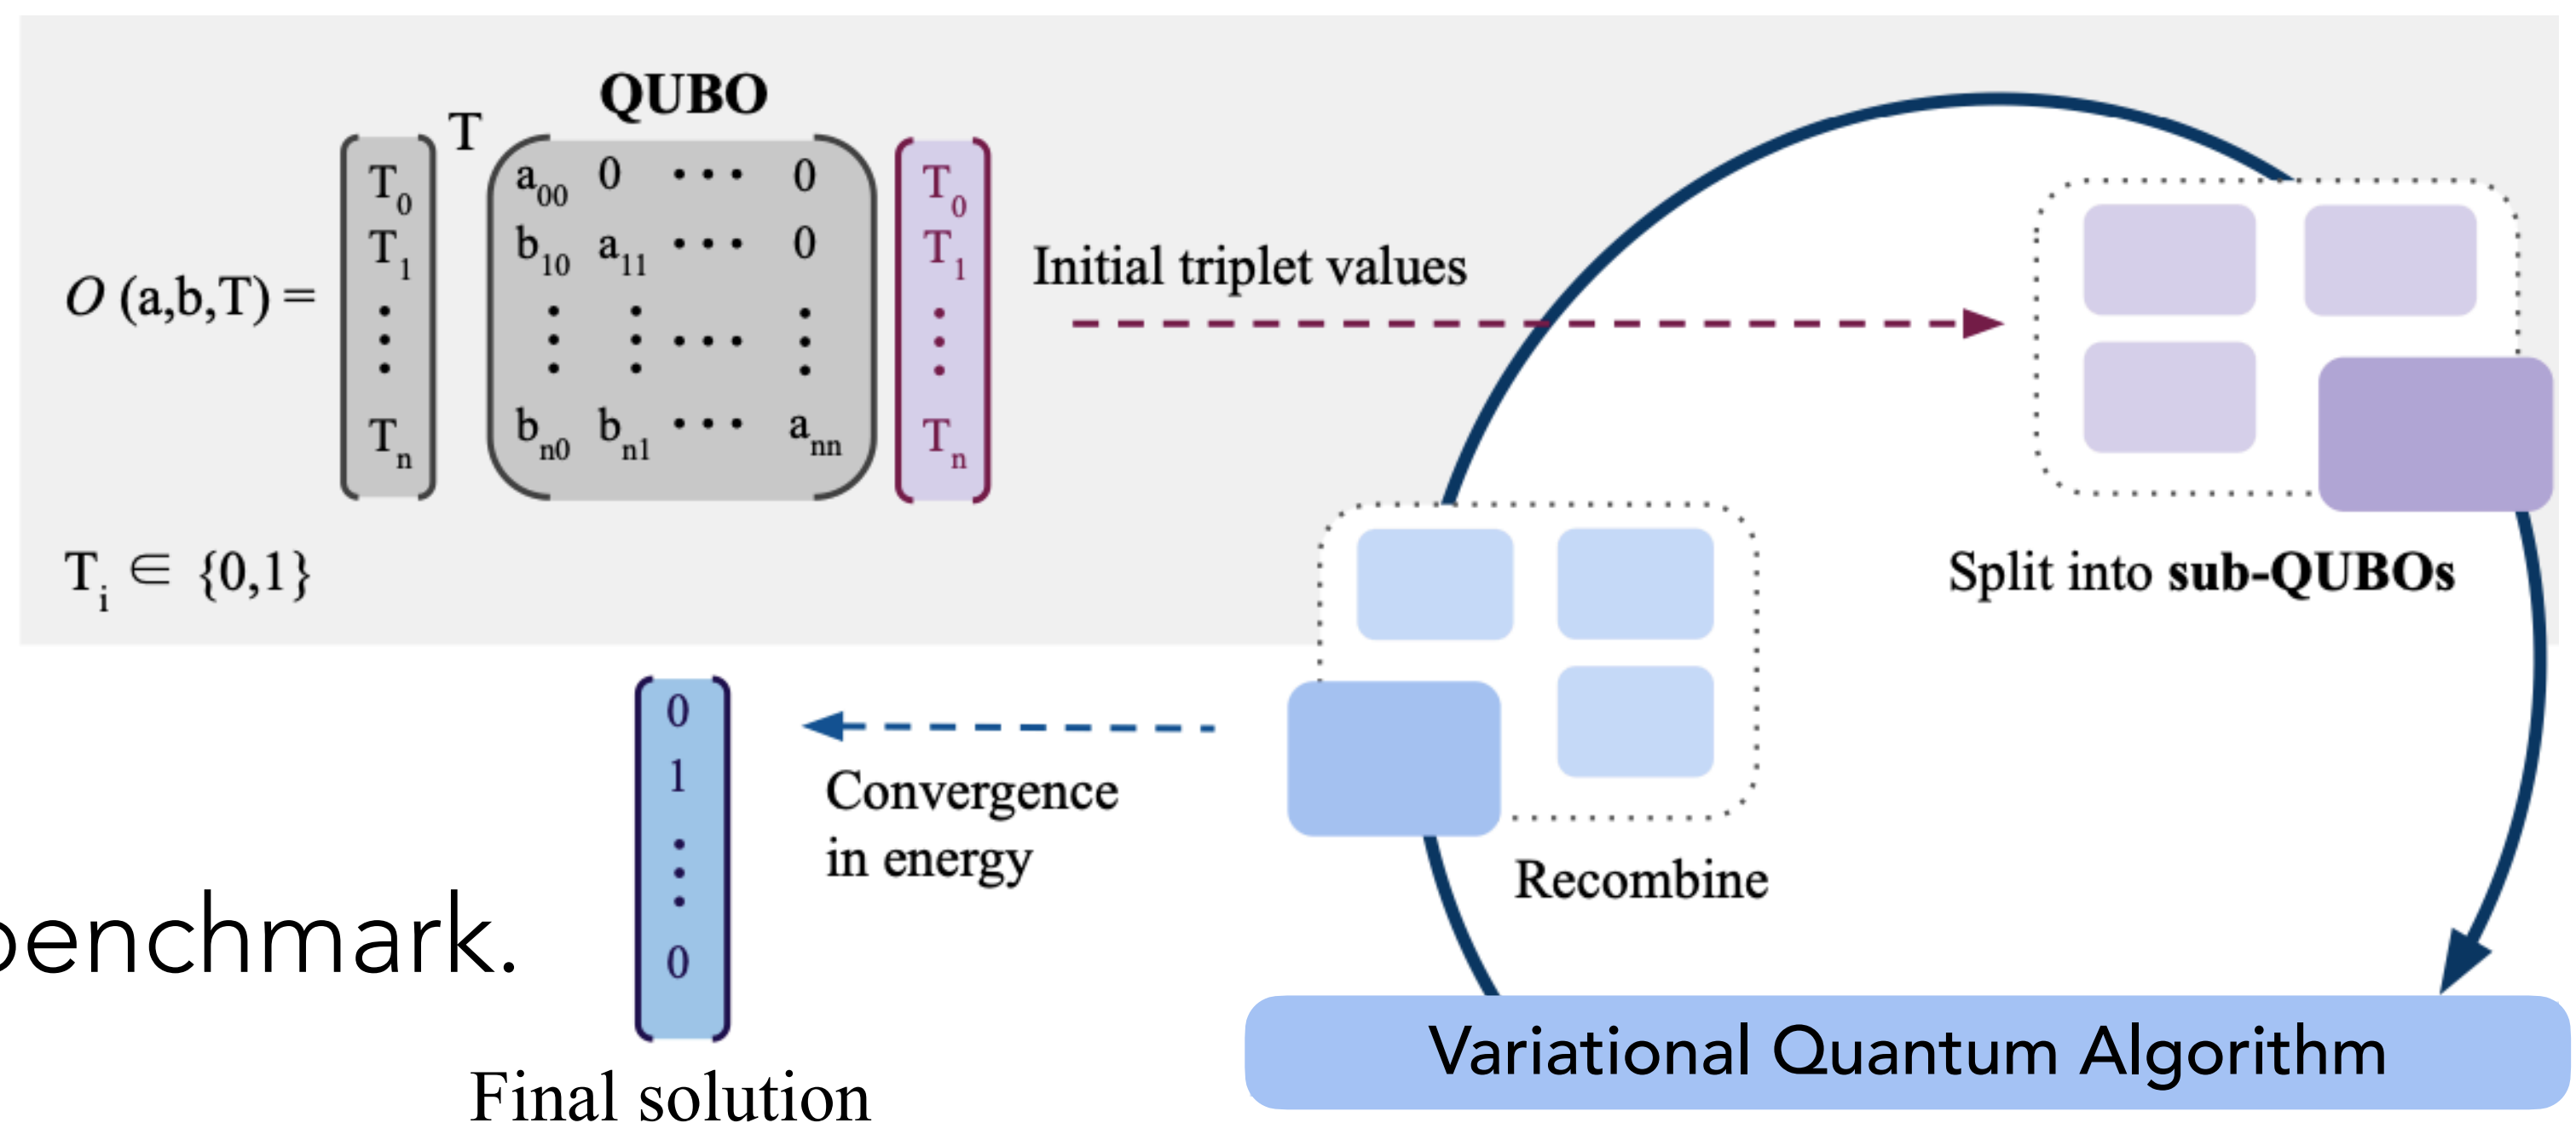 QUBO
O (a,b,T) =
T₀
T₁
⋮
Tₙ
T
a₀₀ 0 ··· 0
b₁₀ a₁₁ ··· 0
⋮ ⋮ ··· ⋮
bₙ₀ bₙ₁ ··· aₙₙ
T₀
T₁
⋮
Tₙ
Tᵢ ∈ {0,1}
Initial triplet values
Split into sub-QUBOs
Recombine
Variational Quantum Algorithm
Convergence
in energy
0
1
⋮
0
Final solution
benchmark.